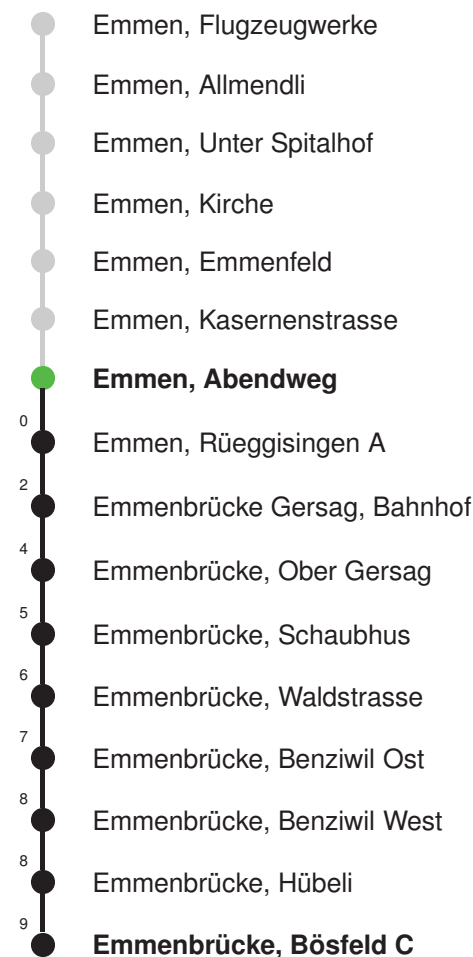 Emmen, Flugzeugwerke
Emmen, Allmendli
Emmen, Unter Spitalhof
Emmen, Kirche
Emmen, Emmenfeld
Emmen, Kasernenstrasse
Emmen, Abendweg
0 Emmen, Rüeggisingen A
2 Emmenbrücke Gersag, Bahnhof
4 Emmenbrücke, Ober Gersag
5 Emmenbrücke, Schaubhus
6 Emmenbrücke, Waldstrasse
7 Emmenbrücke, Benziwil Ost
8 Emmenbrücke, Benziwil West
8 Emmenbrücke, Hübeli
9 Emmenbrücke, Bösfeld C